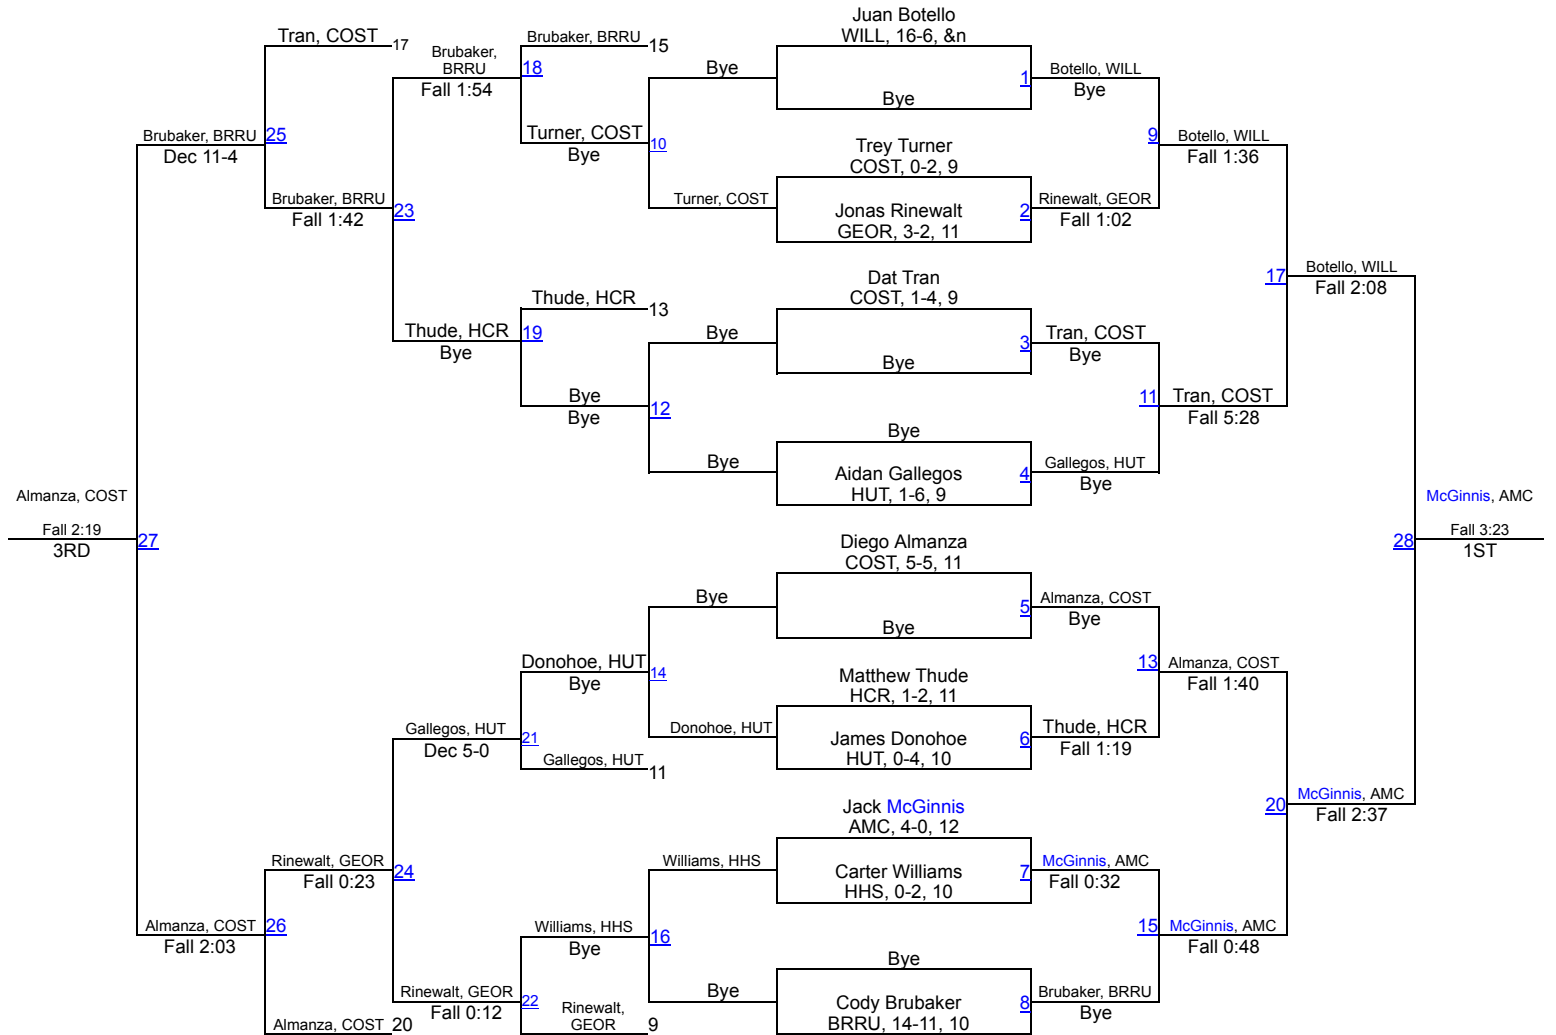 Juan Botello
WILL, 16-6, &n
Tran, COST 17
Brubaker, BRRU 15
Brubaker,
BRRU
18
Fall 1:54
Bye
1
Botello, WILL
Bye
Bye
Brubaker, BRRU
25
Dec 11-4
Turner, COST
10
Bye
Trey Turner
COST, 0-2, 9
9
Botello, WILL
Fall 1:36
Brubaker, BRRU
23
Fall 1:42
Turner, COST
Jonas Rinewalt
GEOR, 3-2, 11
2
Rinewalt, GEOR
Fall 1:02
Dat Tran
COST, 1-4, 9
17
Botello, WILL
Fall 2:08
Thude, HCR 13
Thude, HCR
19
Bye
Bye
3
Tran, COST
Bye
Bye
Bye
12
Bye
11
Tran, COST
Fall 5:28
Bye
Bye
Aidan Gallegos
HUT, 1-6, 9
4
Gallegos, HUT
Bye
Almanza, COST
Fall 2:19
27
3RD
McGinnis, AMC
28
Fall 3:23
1ST
Diego Almanza
COST, 5-5, 11
Bye
5
Almanza, COST
Bye
Bye
Donohoe, HUT
14
Bye
Matthew Thude
HCR, 1-2, 11
13
Almanza, COST
Fall 1:40
Gallegos, HUT
21
Dec 5-0
Gallegos, HUT 11
Donohoe, HUT
James Donohoe
HUT, 0-4, 10
6
Thude, HCR
Fall 1:19
Jack McGinnis
AMC, 4-0, 12
20
McGinnis, AMC
Fall 2:37
Rinewalt, GEOR
24
Fall 0:23
Williams, HHS
Carter Williams
HHS, 0-2, 10
7
McGinnis, AMC
Fall 0:32
Almanza, COST
26
Fall 2:03
Williams, HHS
16
Bye
15
McGinnis, AMC
Fall 0:48
Bye
Rinewalt, GEOR
22
Fall 0:12
Rinewalt,
GEOR 9
Bye
Cody Brubaker
BRRU, 14-11, 10
8
Brubaker, BRRU
Bye
Almanza, COST 20